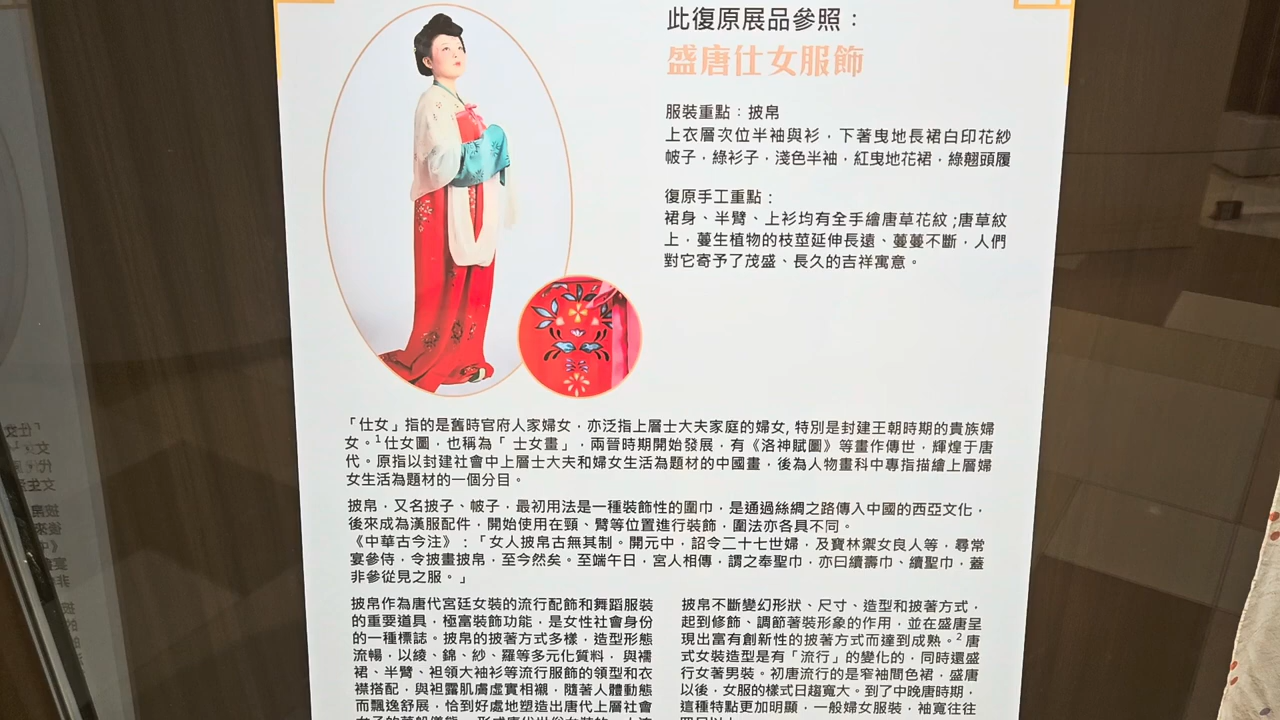 此復原展品參照：
盛唐仕女服飾
服裝重點：披帛
上衣層次位半袖與衫，下著曳地長裙白印花紗
帔子，綠衫子，淺色半袖，紅曳地花裙，綠翹頭履
復原手工重點：
裙身、半臂、上衫均有全手繪唐草花紋;唐草紋
上，蔓生植物的枝莖延伸長遠、蔓蔓不斷，人們
對它寄予了茂盛、長久的吉祥寓意。
「仕女」指的是舊時官府人家婦女，亦泛指上層士大夫家庭的婦女, 特別是封建王朝時期的貴族婦
女。1仕女圖，也稱為「 士女畫」，兩晉時期開始發展，有《洛神賦圖》等畫作傳世，輝煌于唐
代。原指以封建社會中上層士大夫和婦女生活為題材的中國畫，後為人物畫科中專指描繪上層婦
女生活為題材的一個分目。
披帛，又名披子、帔子，最初用法是一種裝飾性的圍巾，是通過絲綢之路傳入中國的西亞文化，
後來成為漢服配件，開始使用在頸、臂等位置進行裝飾，圍法亦各具不同。
《中華古今注》：「女人披帛古無其制。開元中，詔令二十七世婦，及寶林禦女良人等，尋常
宴參侍，令披畫披帛，至今然矣。至端午日，宮人相傳，謂之奉聖巾，亦曰續壽巾、續聖巾，蓋
非參從見之服。」
披帛作為唐代宮廷女裝的流行配飾和舞蹈服裝
的重要道具，極富裝飾功能，是女性社會身份
的一種標誌。披帛的披著方式多樣，造型形態
流暢，以綾、錦、紗、羅等多元化質料， 與襦
裙、半臂、袒領大袖衫等流行服飾的領型和衣
襟搭配，與袒露肌膚虛實相襯，隨著人體動態
而飄逸舒展，恰到好處地塑造出唐代上層社會
披帛不斷變幻形狀、尺寸、造型和披著方式，
起到修飾、調節著裝形象的作用，並在盛唐呈
現出富有創新性的披著方式而達到成熟。2 唐
式女裝造型是有「流行」的變化的，同時還盛
行女著男裝。初唐流行的是窄袖間色裙，盛唐
以後，女服的樣式日趨寬大。到了中晚唐時期，
這種特點更加明顯，一般婦女服裝，袖寬往往